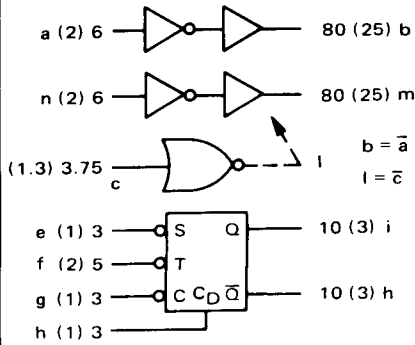 a (2) 6 80 (25) b
n (2) 6 80 (25) m
(1.3) 3.75 c l b = a̅
l = c̅
e (1) 3 S Q 10 (3) i
f (2) 5 T
g (1) 3 C C_D Q̅ 10 (3) h
h (1) 3